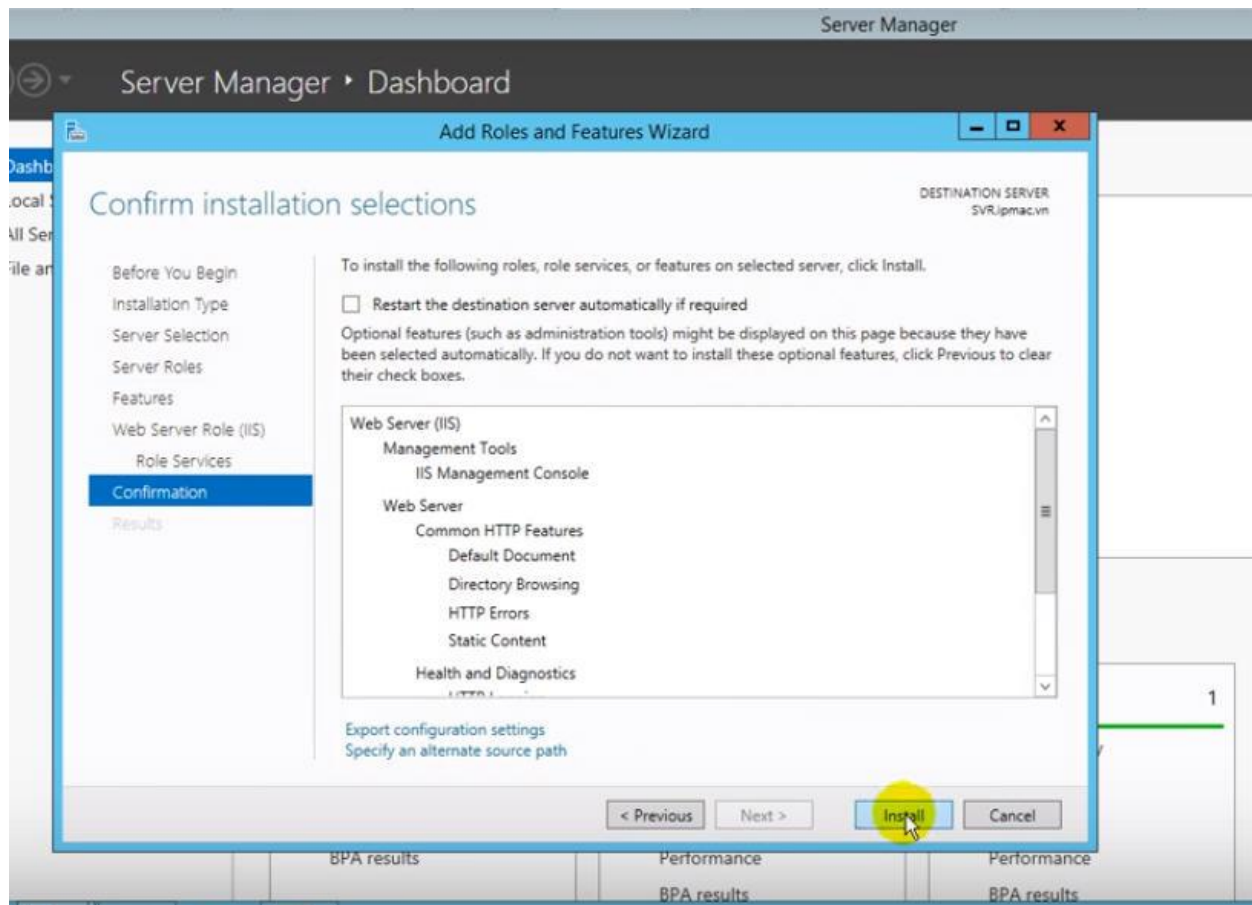 Server Manager
Server Manager • Dashboard
Add Roles and Features Wizard
Dashb
ocal
All Ser
ile an
Confirm installation selections
DESTINATION SERVER
SVR.ipmac.vn
Before You Begin
Installation Type
Server Selection
Server Roles
Features
Web Server Role (IIS)
Role Services
Confirmation
Results
To install the following roles, role services, or features on selected server, click Install.
Restart the destination server automatically if required
Optional features (such as administration tools) might be displayed on this page because they have
been selected automatically. If you do not want to install these optional features, click Previous to clear
their check boxes.
Web Server (IIS)
Management Tools
IIS Management Console
Web Server
Common HTTP Features
Default Document
Directory Browsing
HTTP Errors
Static Content
Health and Diagnostics
Export configuration settings
Specify an alternate source path
1
y
< Previous
Next >
Install
Cancel
BPA results
Performance
Performance
BPA results
BPA results